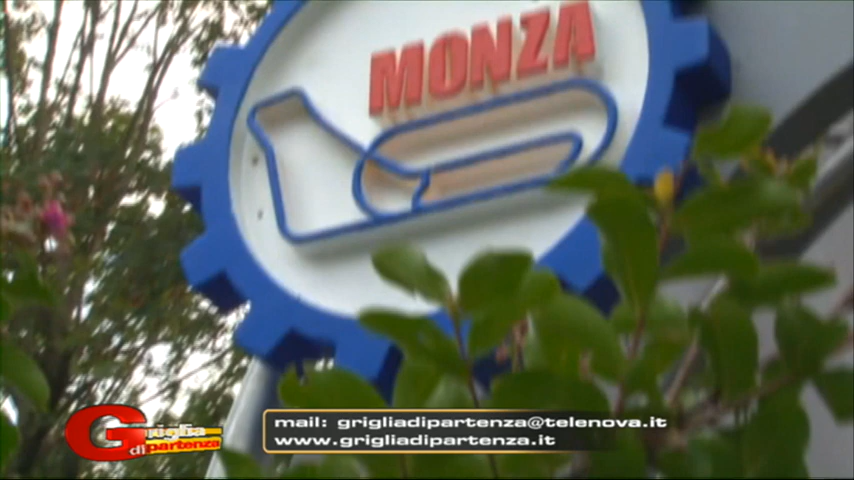 MONZA
Griglia
di partenza
mail: grigliadipartenza@telenova.it
www.grigliadipartenza.it